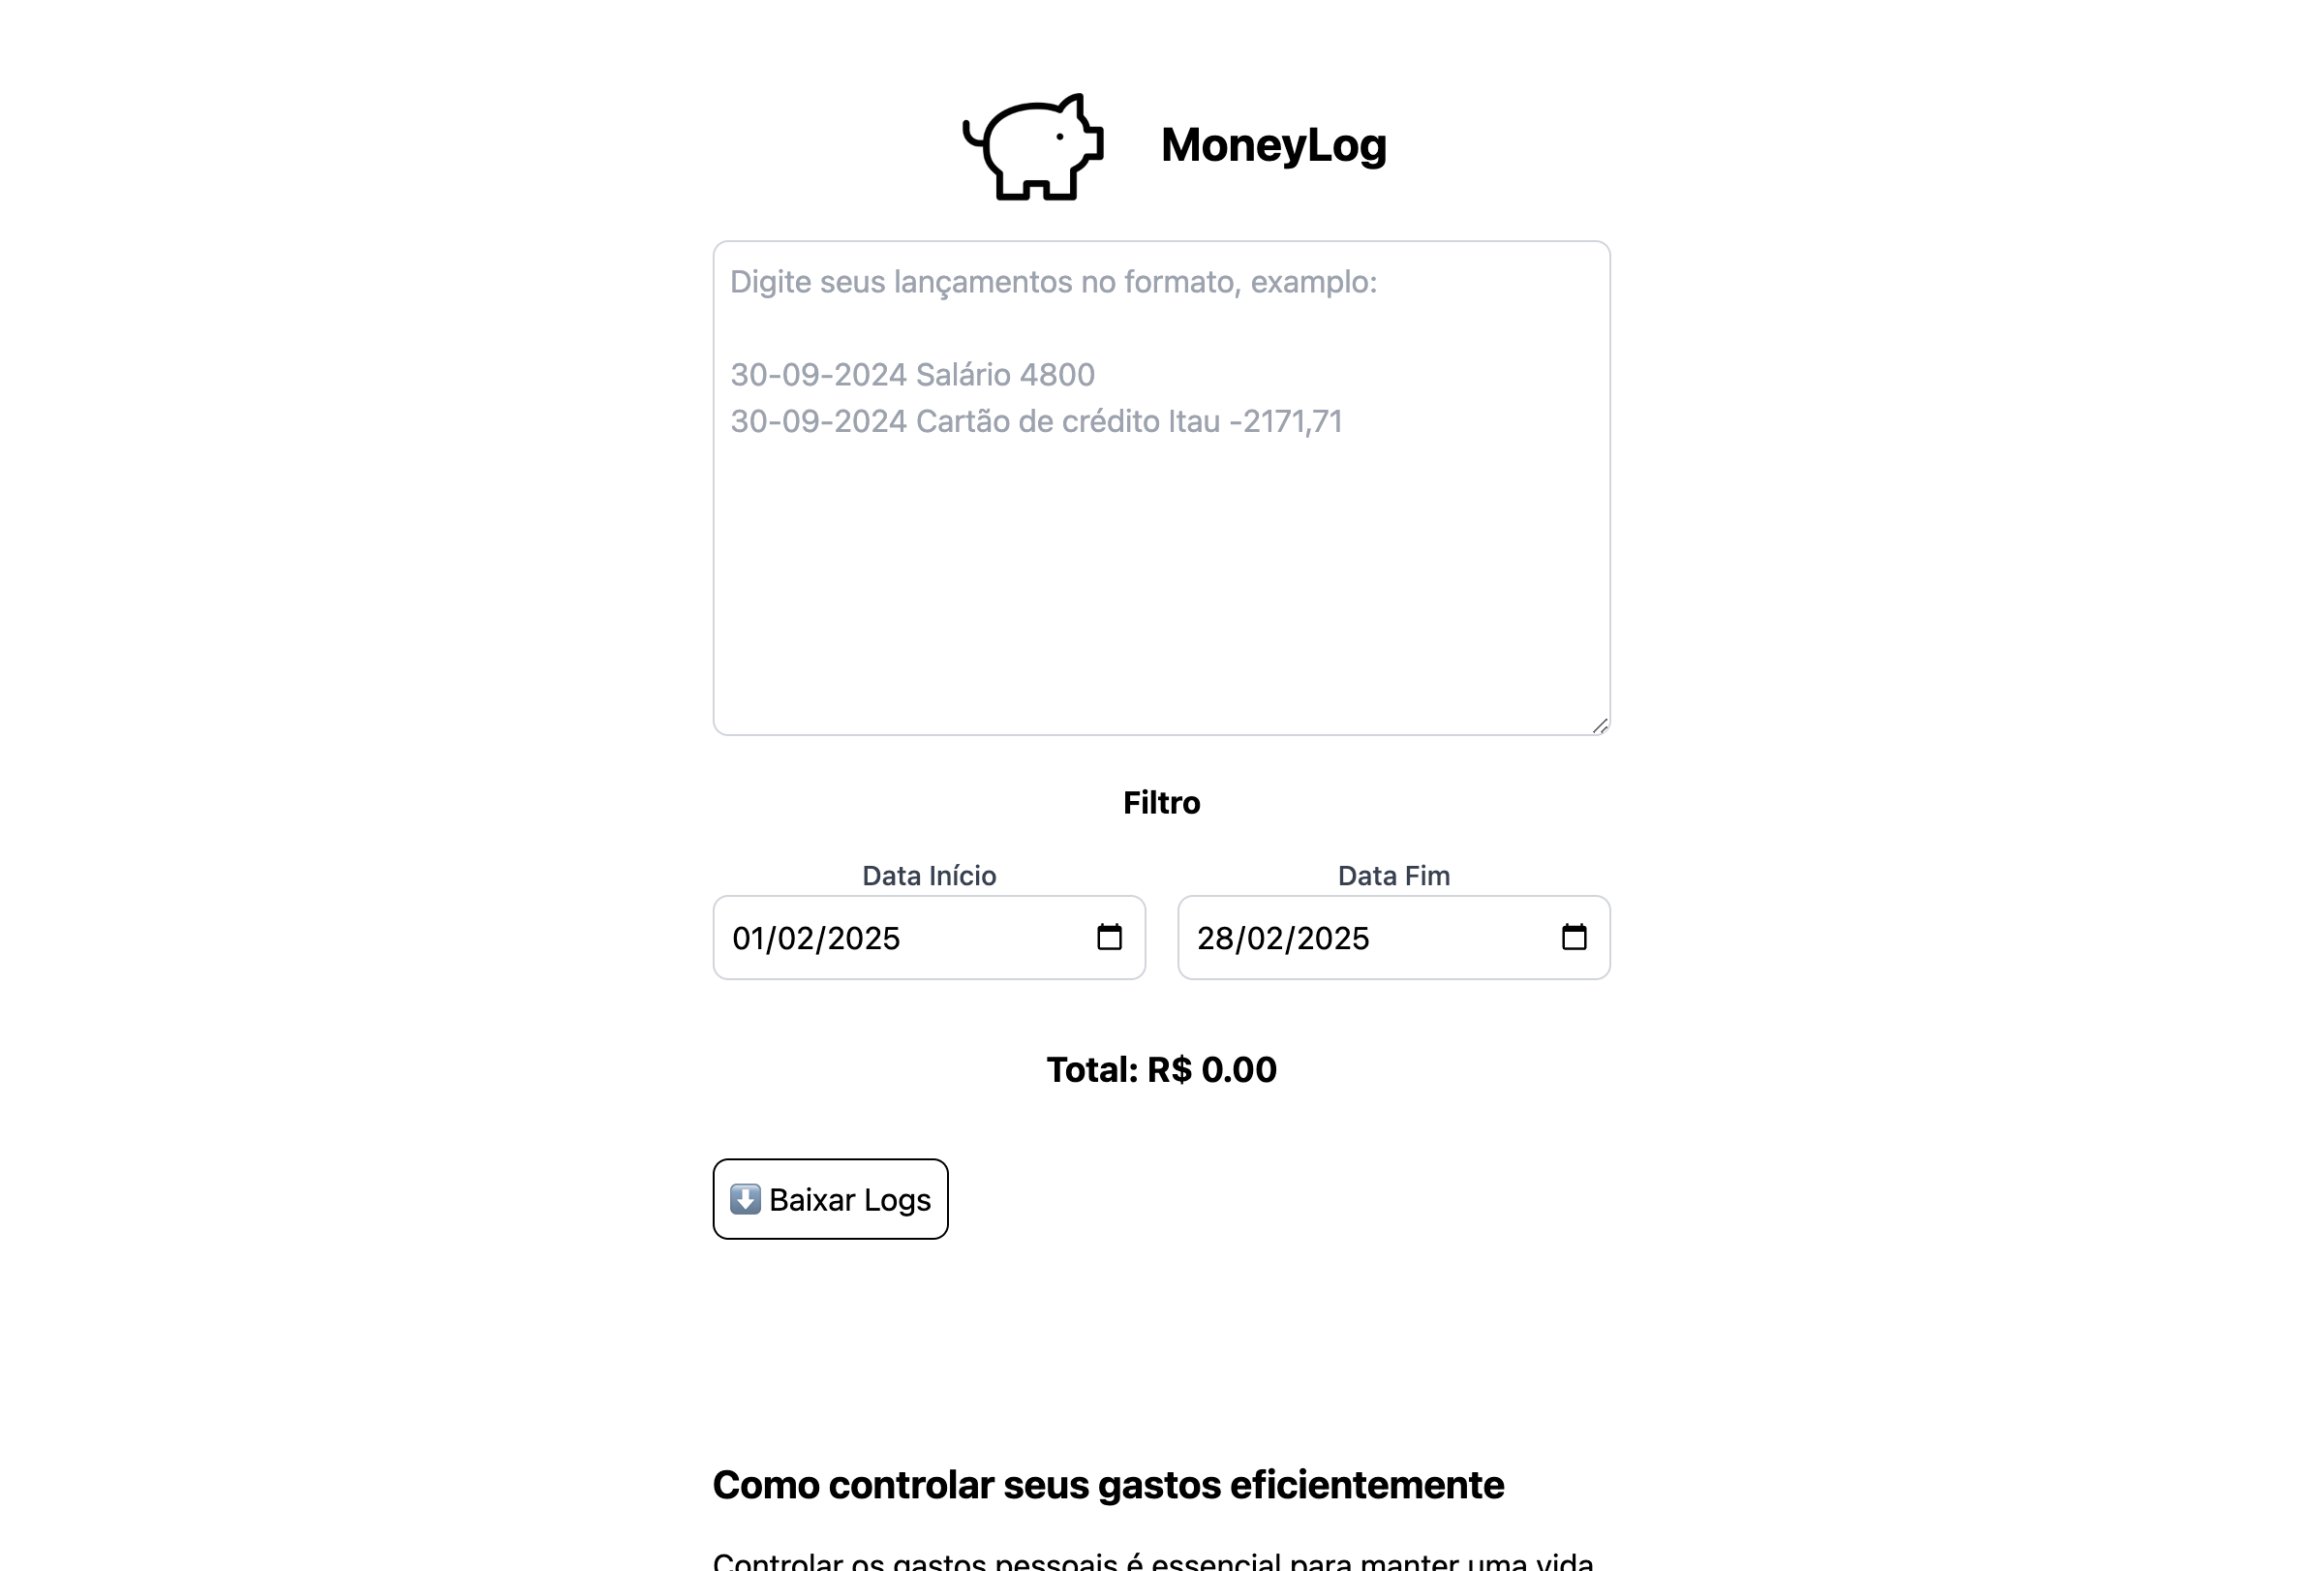 MoneyLog
Digite seus lançamentos no formato, examplo:
30-09-2024 Salário 4800
30-09-2024 Cartão de crédito Itau -2171,71
Filtro
Data Início
Data Fim
01/02/2025
28/02/2025
Total: R$ 0.00
Baixar Logs
Como controlar seus gastos eficientemente
Controlar os gastos pessoais é essencial para manter uma vida